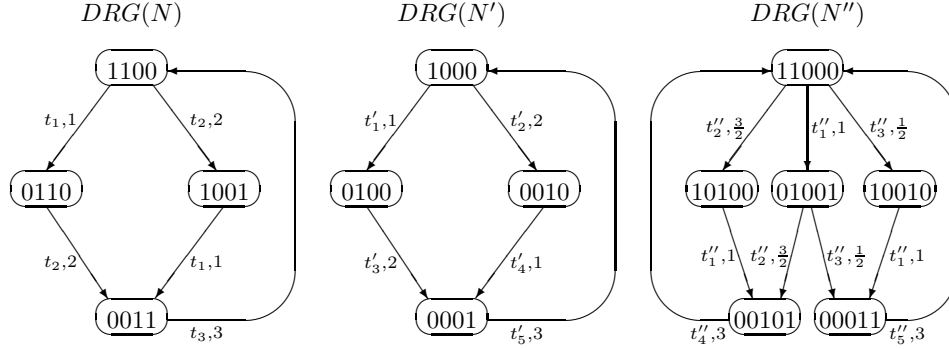 DRG(N) DRG(N′) DRG(N″)
1100 1000 11000
t₁,1 t₂,2 t′₁,1 t′₂,2 t″₂,3/2 t″₁,1 t″₃,1/2
0110 1001 0100 0010 10100 01001 10010
t₂,2 t₁,1 t′₃,2 t′₄,1 t″₁,1 t″₂,3/2 t″₃,1/2 t″₁,1
0011 0001 00101 00011
t₃,3 t′₅,3 t″₄,3 t″₅,3